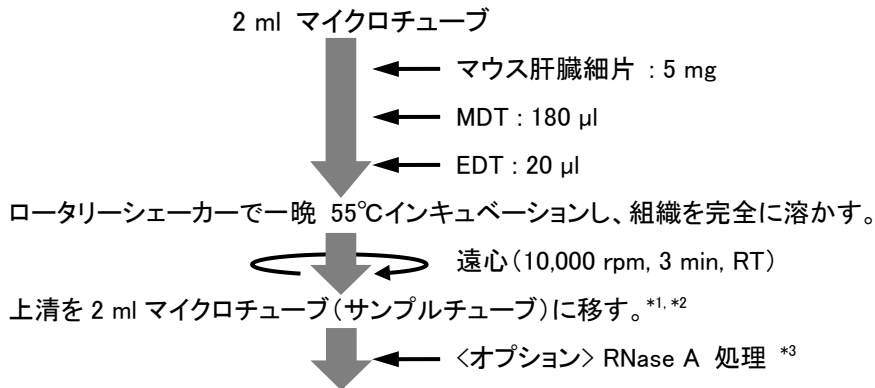 2 ml マイクロチューブ
マウス肝臓細片 : 5 mg
MDT : 180 µl
EDT : 20 µl
ロータリーシェーカーで一晩 55℃インキュベーションし、組織を完全に溶かす。
遠心(10,000 rpm, 3 min, RT)
上清を 2 ml マイクロチューブ(サンプルチューブ)に移す。*1, *2
<オプション> RNase A 処理 *3